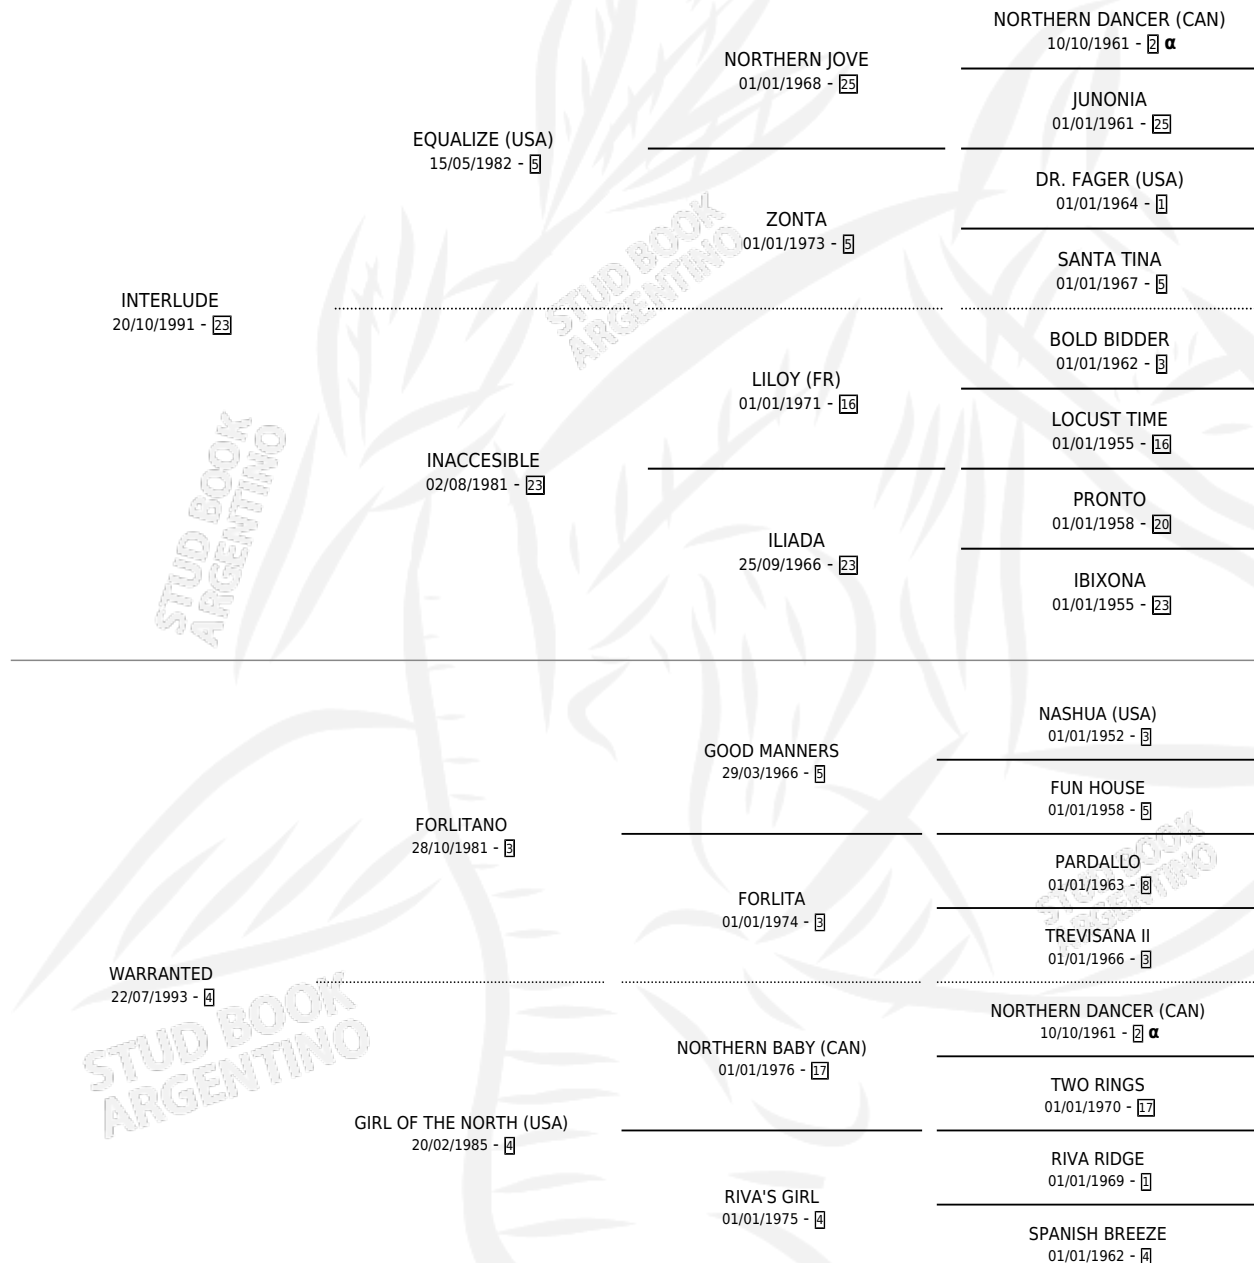 NORTHERN DANCER (CAN)
10/10/1961 - 2 α
NORTHERN JOVE
01/01/1968 - 25
JUNONIA
01/01/1961 - 25
EQUALIZE (USA)
15/05/1982 - 5
DR. FAGER (USA)
01/01/1964 - 1
ZONTA
01/01/1973 - 5
SANTA TINA
01/01/1967 - 5
INTERLUDE
20/10/1991 - 23
BOLD BIDDER
01/01/1962 - 3
LILOY (FR)
01/01/1971 - 16
LOCUST TIME
01/01/1955 - 16
INACCESIBLE
02/08/1981 - 23
PRONTO
01/01/1958 - 20
ILIADA
25/09/1966 - 23
IBIXONA
01/01/1955 - 23
STUD BOOK
ARGENTINO
STUD BOOK
ARGENTINO
NASHUA (USA)
01/01/1952 - 3
GOOD MANNERS
29/03/1966 - 5
FUN HOUSE
01/01/1958 - 5
FORLITANO
28/10/1981 - 3
PARDALLO
01/01/1963 - 8
FORLITA
01/01/1974 - 3
TREVISANA II
01/01/1966 - 3
STUD BOOK
ARGENTINO
WARRANTED
22/07/1993 - 4
NORTHERN DANCER (CAN)
10/10/1961 - 2 α
NORTHERN BABY (CAN)
01/01/1976 - 17
TWO RINGS
01/01/1970 - 17
GIRL OF THE NORTH (USA)
20/02/1985 - 4
RIVA RIDGE
01/01/1969 - 1
RIVA'S GIRL
01/01/1975 - 4
SPANISH BREEZE
01/01/1962 - 4
STUD BOOK
ARGENTINO